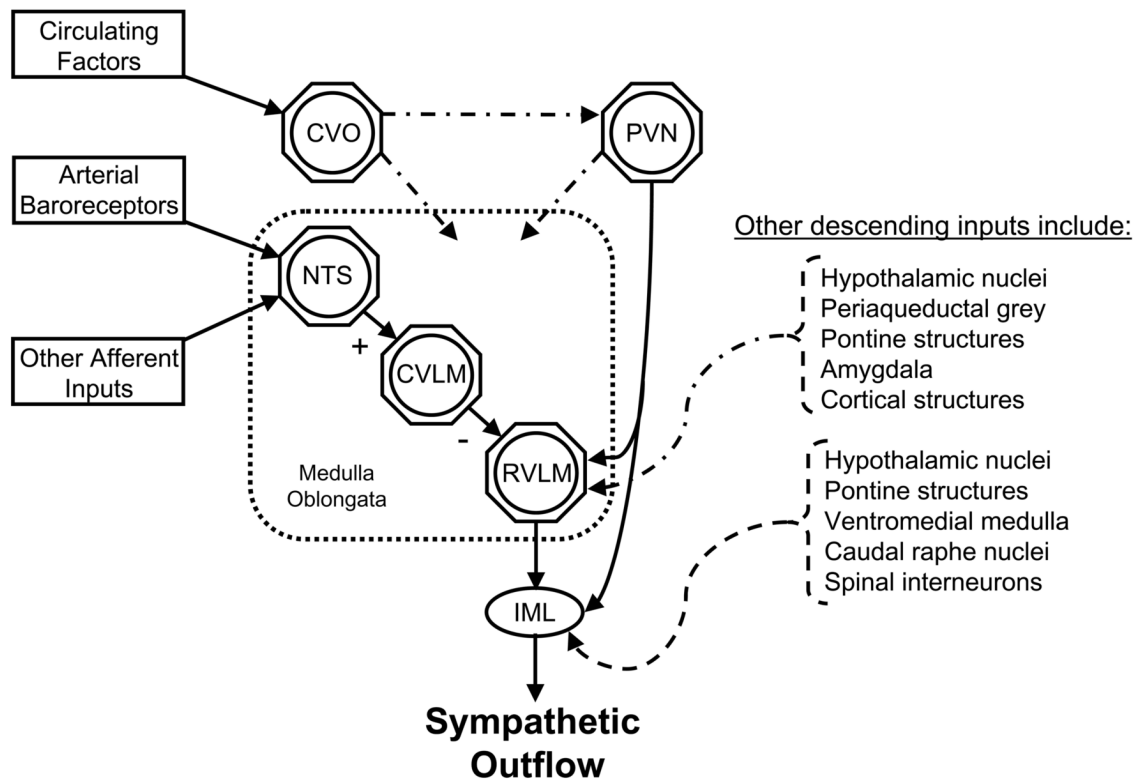 Circulating
Factors
CVO
PVN
Arterial
Baroreceptors
Other Afferent
Inputs
NTS
+
CVLM
-
RVLM
Medulla
Oblongata
IML
Sympathetic
Outflow
Other descending inputs include:
Hypothalamic nuclei
Periaqueductal grey
Pontine structures
Amygdala
Cortical structures
Hypothalamic nuclei
Pontine structures
Ventromedial medulla
Caudal raphe nuclei
Spinal interneurons